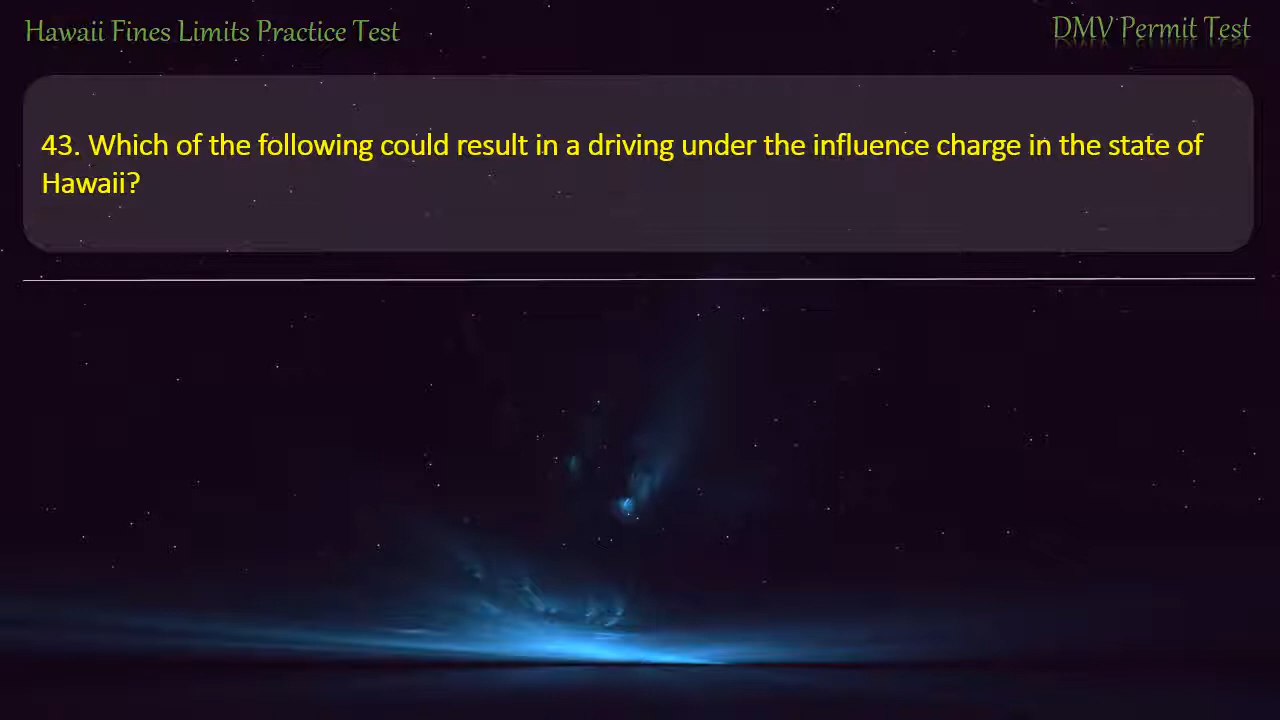 Hawaii Fines Limits Practice Test
DMV Permit Test
43. Which of the following could result in a driving under the influence charge in the state of
Hawaii?